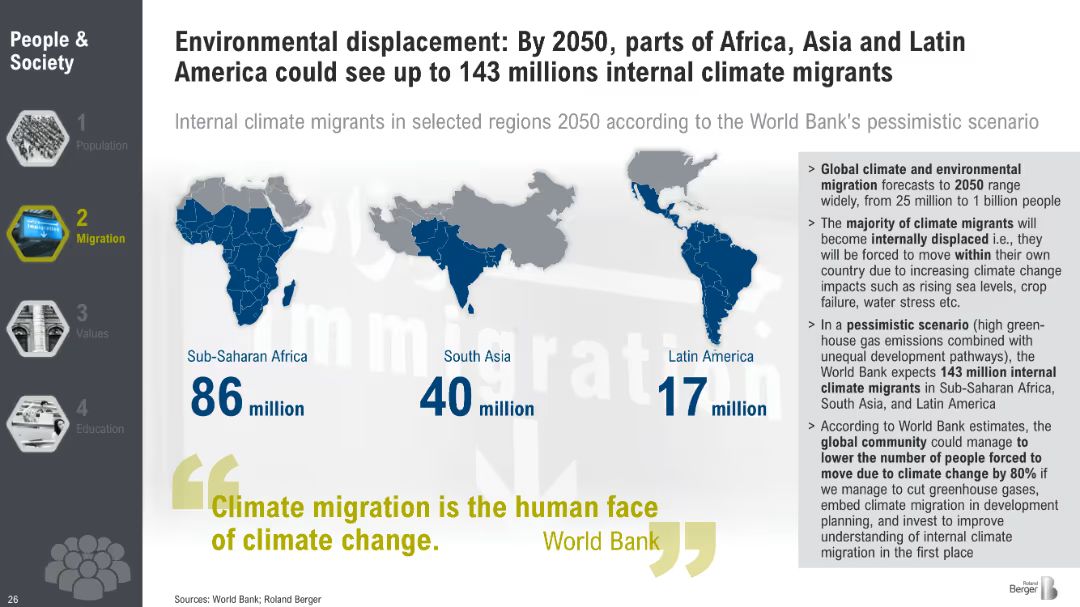 People &
Society
1
Population
2
Migration
3
Values
4
Education
Environmental displacement: By 2050, parts of Africa, Asia and Latin
America could see up to 143 millions internal climate migrants
Internal climate migrants in selected regions 2050 according to the World Bank's pessimistic scenario
Immigration
Sub-Saharan Africa
86 million
South Asia
40 million
Latin America
17 million
“Climate migration is the human face
of climate change. World Bank”
> Global climate and environmental
migration forecasts to 2050 range
widely, from 25 million to 1 billion people
> The majority of climate migrants will
become internally displaced i.e., they
will be forced to move within their own
country due to increasing climate change
impacts such as rising sea levels, crop
failure, water stress etc.
> In a pessimistic scenario (high green-
house gas emissions combined with
unequal development pathways), the
World Bank expects 143 million internal
climate migrants in Sub-Saharan Africa,
South Asia, and Latin America
> According to World Bank estimates, the
global community could manage to
lower the number of people forced to
move due to climate change by 80% if
we manage to cut greenhouse gases,
embed climate migration in development
planning, and invest to improve
understanding of internal climate
migration in the first place
26
Sources: World Bank; Roland Berger
Roland
Berger
B